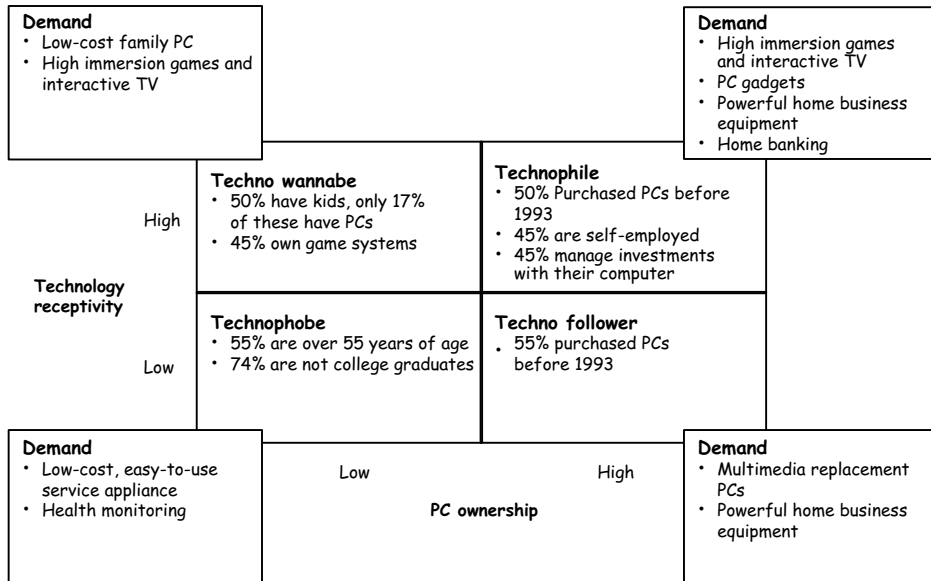 Demand
• Low-cost family PC
• High immersion games and
interactive TV
Demand
• High immersion games
and interactive TV
• PC gadgets
• Powerful home business
equipment
• Home banking
High
Techno wannabe
• 50% have kids, only 17%
of these have PCs
• 45% own game systems
Technophile
• 50% Purchased PCs before
1993
• 45% are self-employed
• 45% manage investments
with their computer
Technology
receptivity
Low
Technophobe
• 55% are over 55 years of age
• 74% are not college graduates
Techno follower
• 55% purchased PCs
before 1993
Demand
• Low-cost, easy-to-use
service appliance
• Health monitoring
Low
High
PC ownership
Demand
• Multimedia replacement
PCs
• Powerful home business
equipment